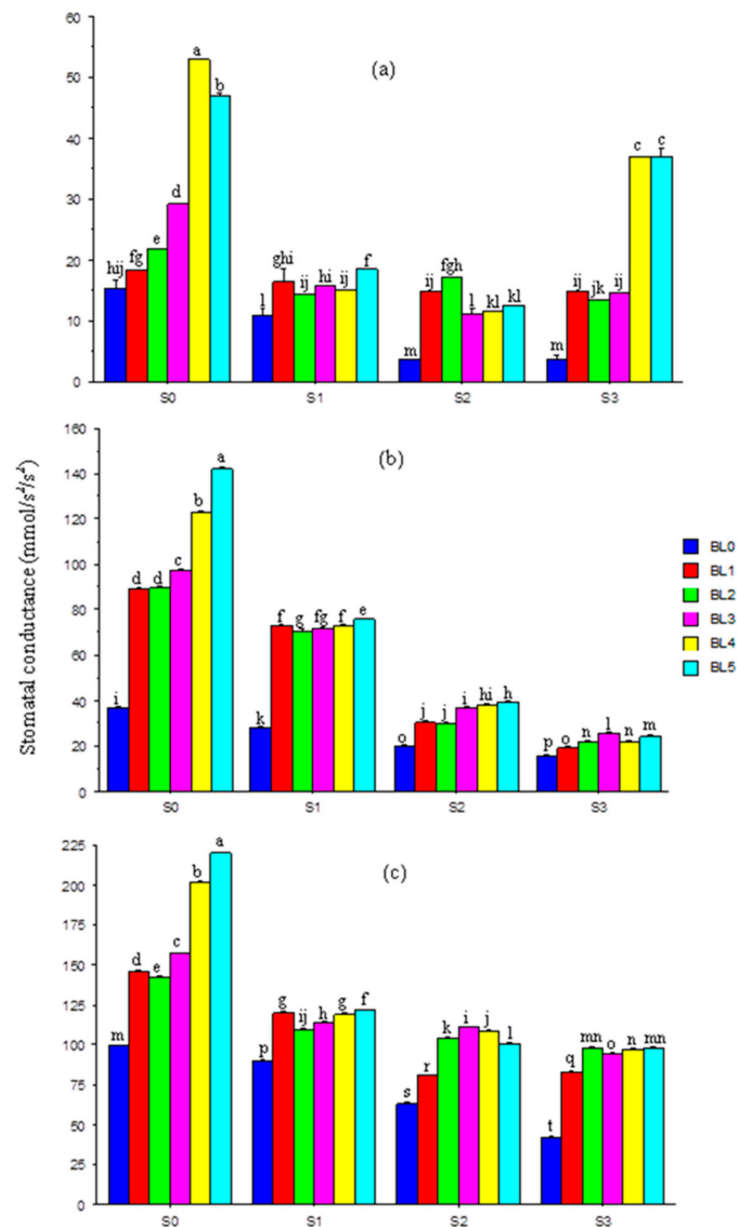 (a)
60
50
40
30
20
10
0
hij fg e d a b
l ghi ij hi ij f
m ij fgh l kl kl
m ij jk ij c c
S0 S1 S2 S3
(b)
160
140
120
100
80
60
40
20
0
i d d c b a
k f g fg f e
o j j i hi h
p o n l n m
S0 S1 S2 S3
Stomatal conductance
BL0
BL1
BL2
BL3
BL4
BL5
(c)
225
200
175
150
125
100
75
50
25
0
m d e c b a
p g ij h g f
s r k i j l
t q mn o n mn
S0 S1 S2 S3